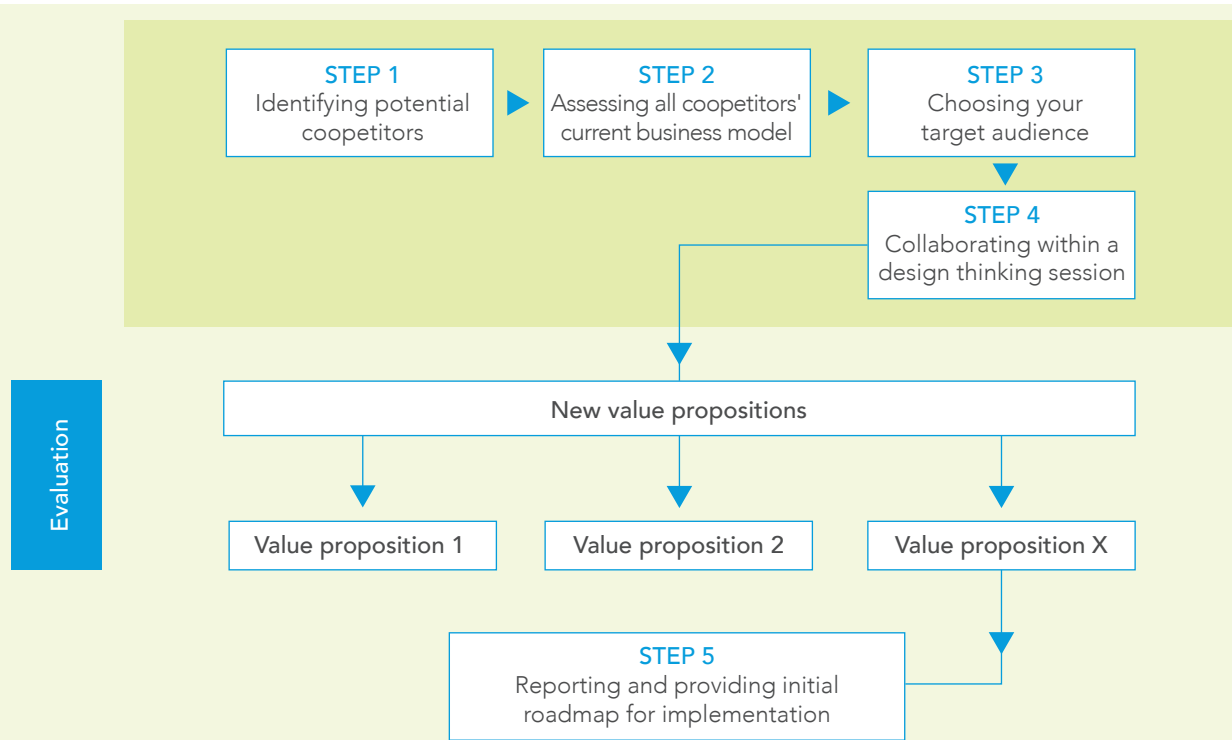 STEP 1
Identifying potential
coopetitors
STEP 2
Assessing all coopetitors'
current business model
STEP 3
Choosing your
target audience
STEP 4
Collaborating within a
design thinking session
New value propositions
Evaluation
Value proposition 1
Value proposition 2
Value proposition X
STEP 5
Reporting and providing initial
roadmap for implementation